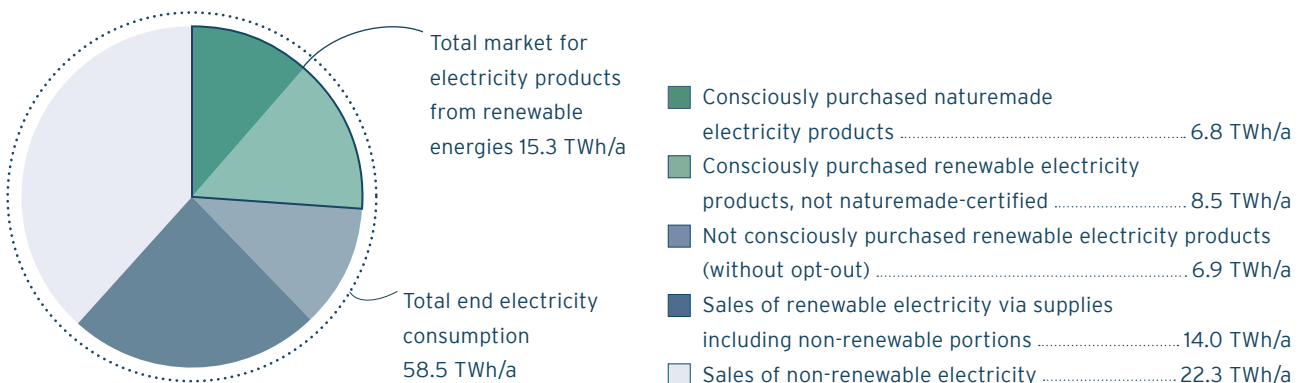 Total market for
electricity products
from renewable
energies 15.3 TWh/a
Total end electricity
consumption
58.5 TWh/a
Consciously purchased naturemade
electricity products 6.8 TWh/a
Consciously purchased renewable electricity
products, not naturemade-certified 8.5 TWh/a
Not consciously purchased renewable electricity products
(without opt-out) 6.9 TWh/a
Sales of renewable electricity via supplies
including non-renewable portions 14.0 TWh/a
Sales of non-renewable electricity 22.3 TWh/a